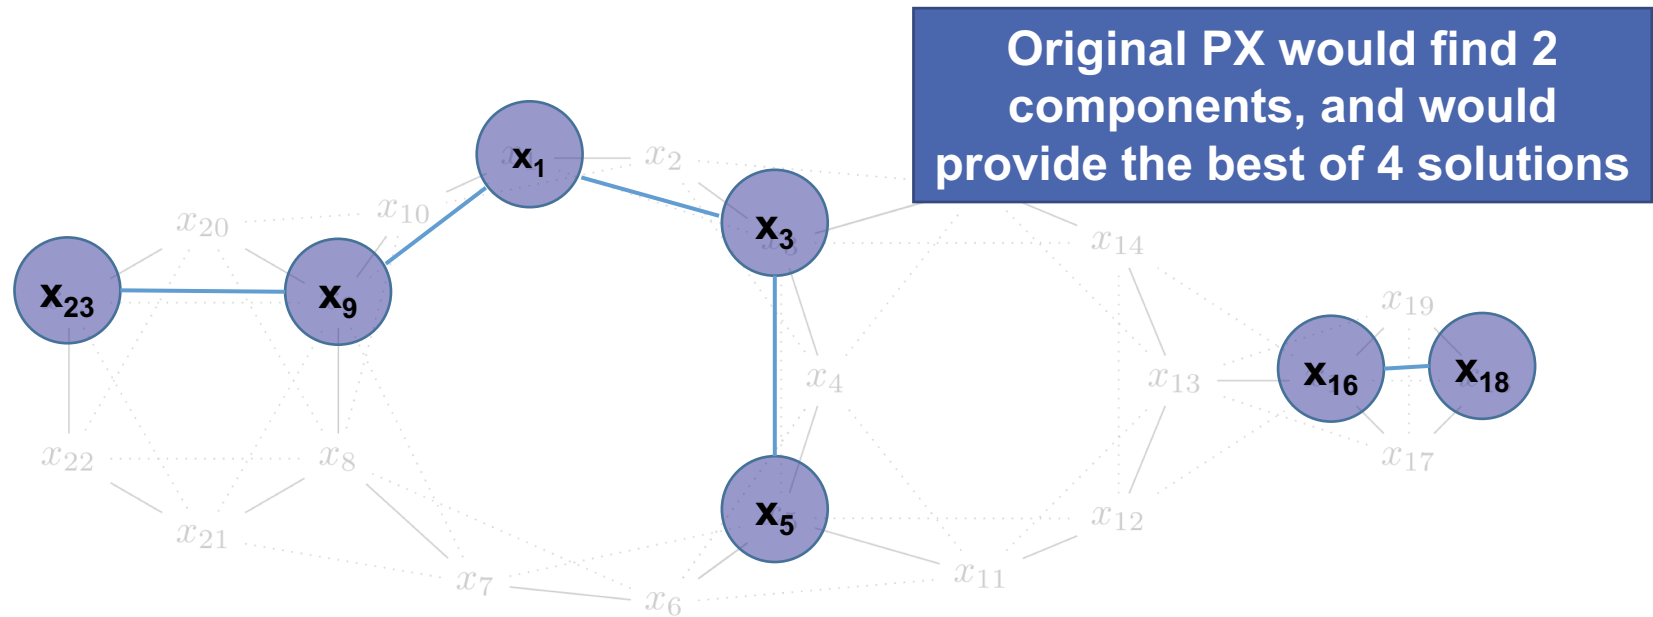 Original PX would find 2
components, and would
provide the best of 4 solutions
x₁
x₂
x₃
x₁₀
x₂₀
x₁₄
x₂₃
x₉
x₁₉
x₁₆
x₁₈
x₄
x₁₃
x₂₂
x₈
x₁₇
x₅
x₁₂
x₂₁
x₇
x₁₁
x₆